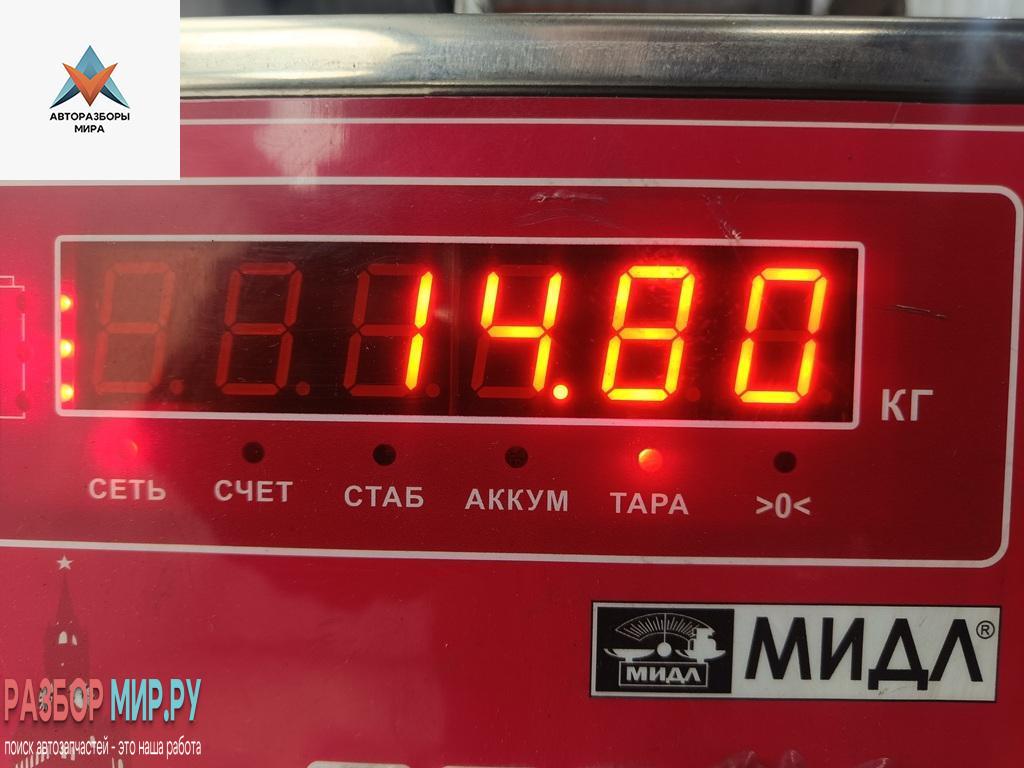 АВТОРАЗБОРЫ
МИРА
14.80
КГ
СЕТЬ СЧЕТ СТАБ АККУМ ТАРА >0<
МИДЛ МИДЛ®
РАЗБОР МИР.РУ
поиск автозапчастей - это наша работа